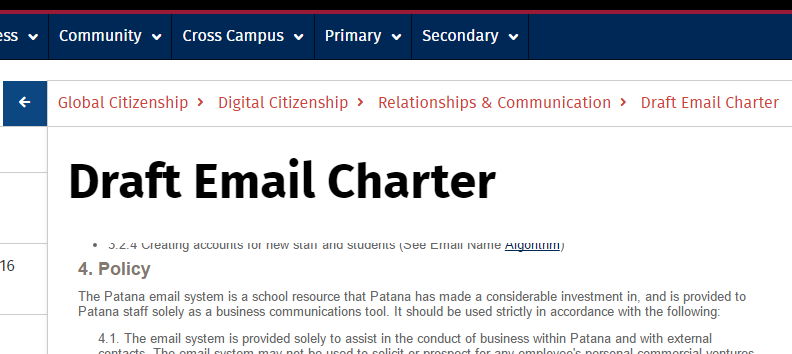 ess Community Cross Campus Primary Secondary
Global Citizenship > Digital Citizenship > Relationships & Communication > Draft Email Charter
Draft Email Charter
• 3.2.4 Creating accounts for new staff and students (See Email Name Algorithm)
16
4. Policy
The Patana email system is a school resource that Patana has made a considerable investment in, and is provided to
Patana staff solely as a business communications tool. It should be used strictly in accordance with the following:
4.1. The email system is provided solely to assist in the conduct of business within Patana and with external
contacts. The email system may not be used to solicit or prospect for any employee's personal commercial ventures